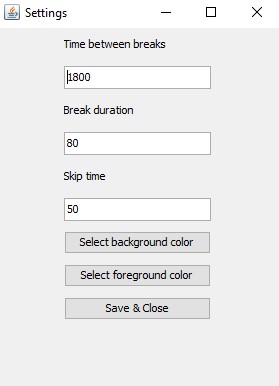 Settings
Time between breaks
1800
Break duration
80
Skip time
50
Select background color
Select foreground color
Save & Close